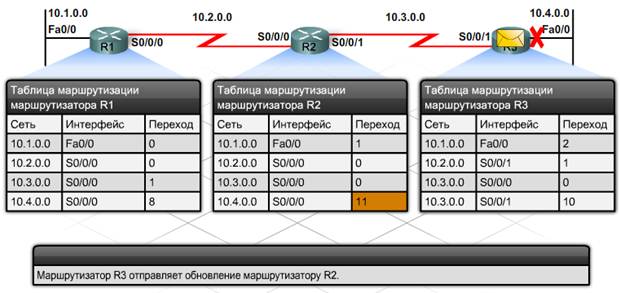 10.1.0.0 10.2.0.0 10.3.0.0 10.4.0.0
Fa0/0 S0/0/0 S0/0/0 S0/0/1 S0/0/1 Fa0/0
R1 R2 R3
Таблица маршрутизации
маршрутизатора R1
Сеть Интерфейс Переход
10.1.0.0 Fa0/0 0
10.2.0.0 S0/0/0 0
10.3.0.0 S0/0/0 1
10.4.0.0 S0/0/0 8
Таблица маршрутизации
маршрутизатора R2
Сеть Интерфейс Переход
10.1.0.0 Fa0/0 1
10.2.0.0 S0/0/0 0
10.3.0.0 S0/0/0 0
10.4.0.0 S0/0/0 11
Таблица маршрутизации
маршрутизатора R3
Сеть Интерфейс Переход
10.1.0.0 Fa0/0 2
10.2.0.0 S0/0/1 1
10.3.0.0 S0/0/0 0
10.3.0.0 S0/0/1 10
Маршрутизатор R3 отправляет обновление маршрутизатору R2.